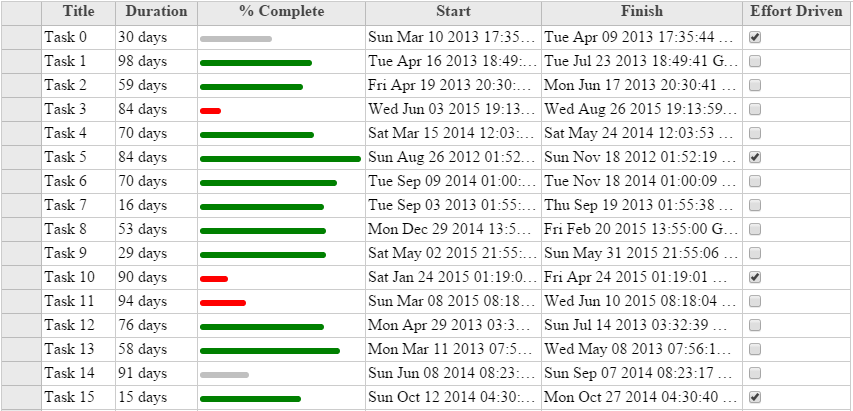 Title Duration % Complete Start Finish Effort Driven
Task 0 30 days Sun Mar 10 2013 17:35… Tue Apr 09 2013 17:35:44 …
Task 1 98 days Tue Apr 16 2013 18:49:… Tue Jul 23 2013 18:49:41 G…
Task 2 59 days Fri Apr 19 2013 20:30:… Mon Jun 17 2013 20:30:41 …
Task 3 84 days Wed Jun 03 2015 19:13… Wed Aug 26 2015 19:13:59…
Task 4 70 days Sat Mar 15 2014 12:03:… Sat May 24 2014 12:03:53 …
Task 5 84 days Sun Aug 26 2012 01:52… Sun Nov 18 2012 01:52:19 …
Task 6 70 days Tue Sep 09 2014 01:00:… Tue Nov 18 2014 01:00:09 …
Task 7 16 days Tue Sep 03 2013 01:55:… Thu Sep 19 2013 01:55:38 …
Task 8 53 days Mon Dec 29 2014 13:5… Fri Feb 20 2015 13:55:00 G…
Task 9 29 days Sat May 02 2015 21:55:… Sun May 31 2015 21:55:06 …
Task 10 90 days Sat Jan 24 2015 01:19:0… Fri Apr 24 2015 01:19:01 …
Task 11 94 days Sun Mar 08 2015 08:18… Wed Jun 10 2015 08:18:04 …
Task 12 76 days Mon Apr 29 2013 03:3… Sun Jul 14 2013 03:32:39 …
Task 13 58 days Mon Mar 11 2013 07:5… Wed May 08 2013 07:56:1…
Task 14 91 days Sun Jun 08 2014 08:23:… Sun Sep 07 2014 08:23:17 …
Task 15 15 days Sun Oct 12 2014 04:30:… Mon Oct 27 2014 04:30:40 …